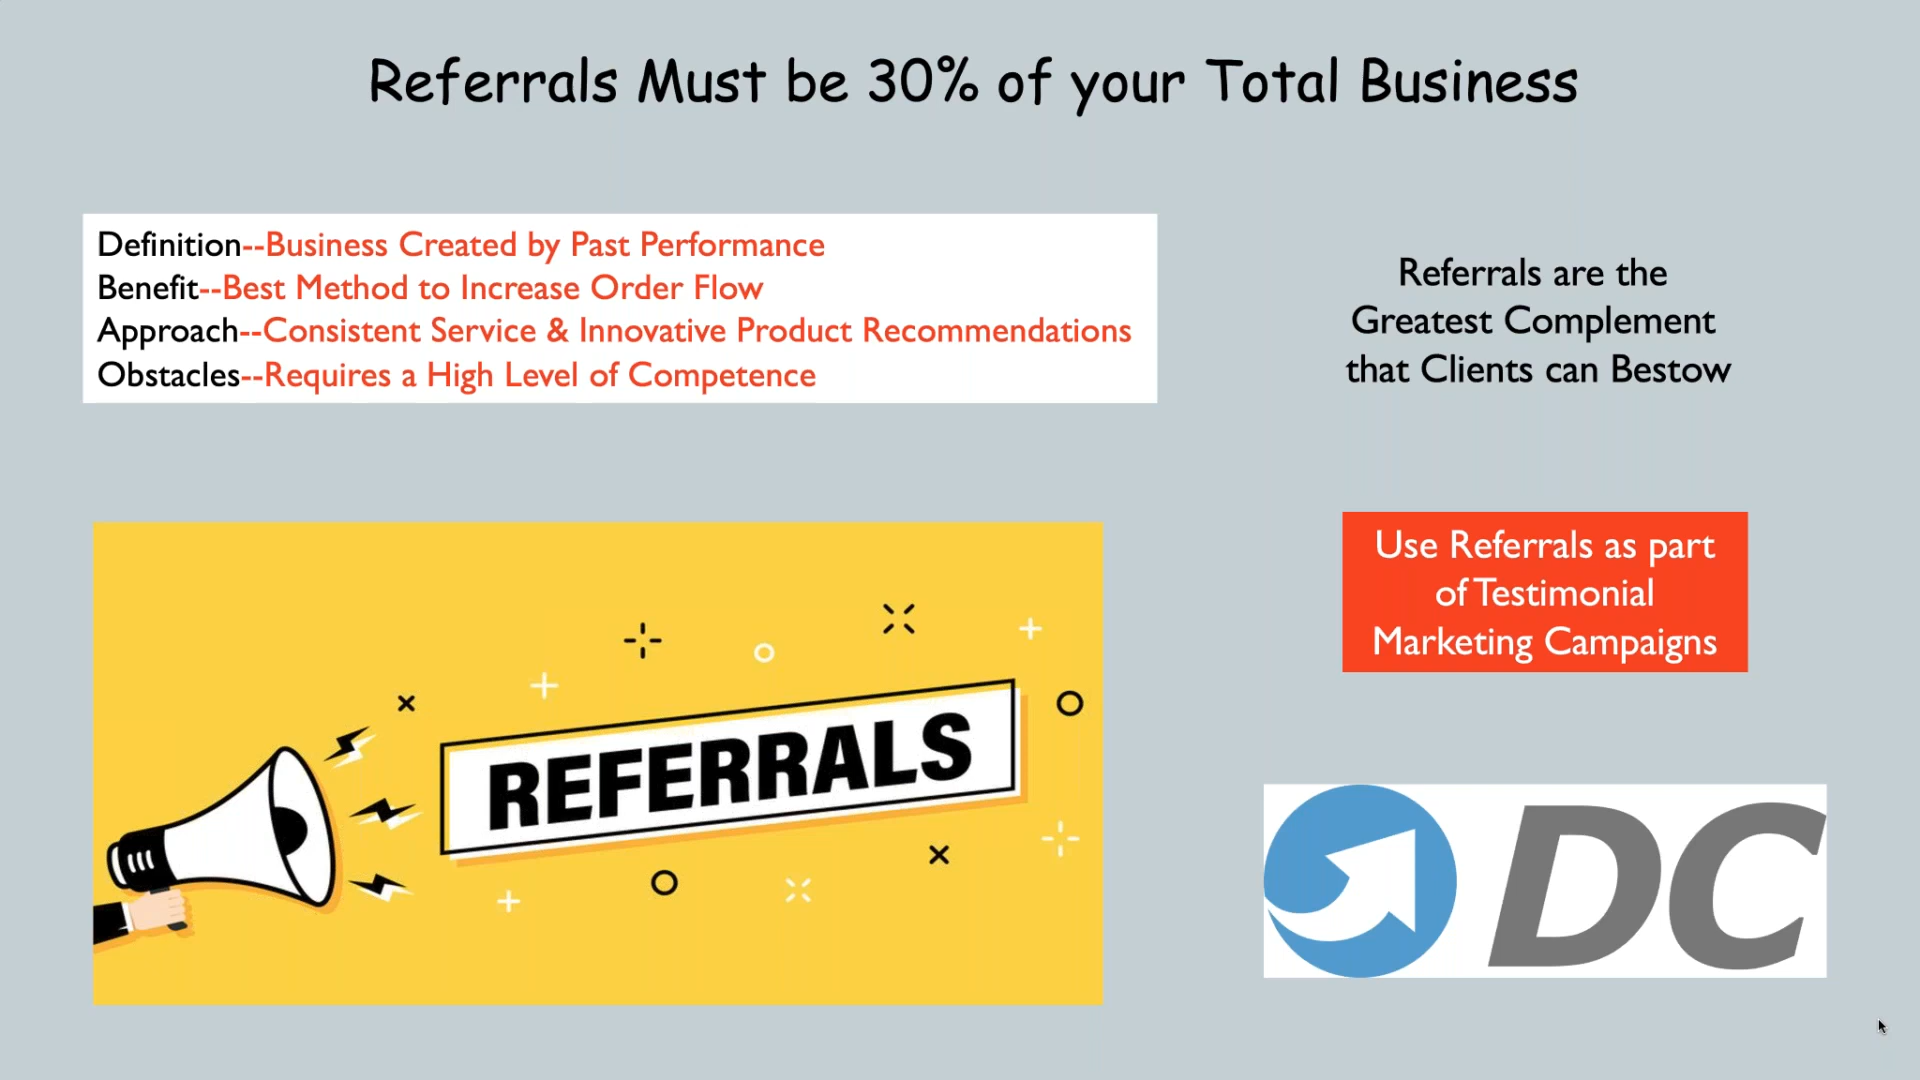 Referrals Must be 30% of your Total Business
Definition--Business Created by Past Performance
Benefit--Best Method to Increase Order Flow
Approach--Consistent Service & Innovative Product Recommendations
Obstacles--Requires a High Level of Competence
Referrals are the
Greatest Complement
that Clients can Bestow
REFERRALS
Use Referrals as part
of Testimonial
Marketing Campaigns
DC